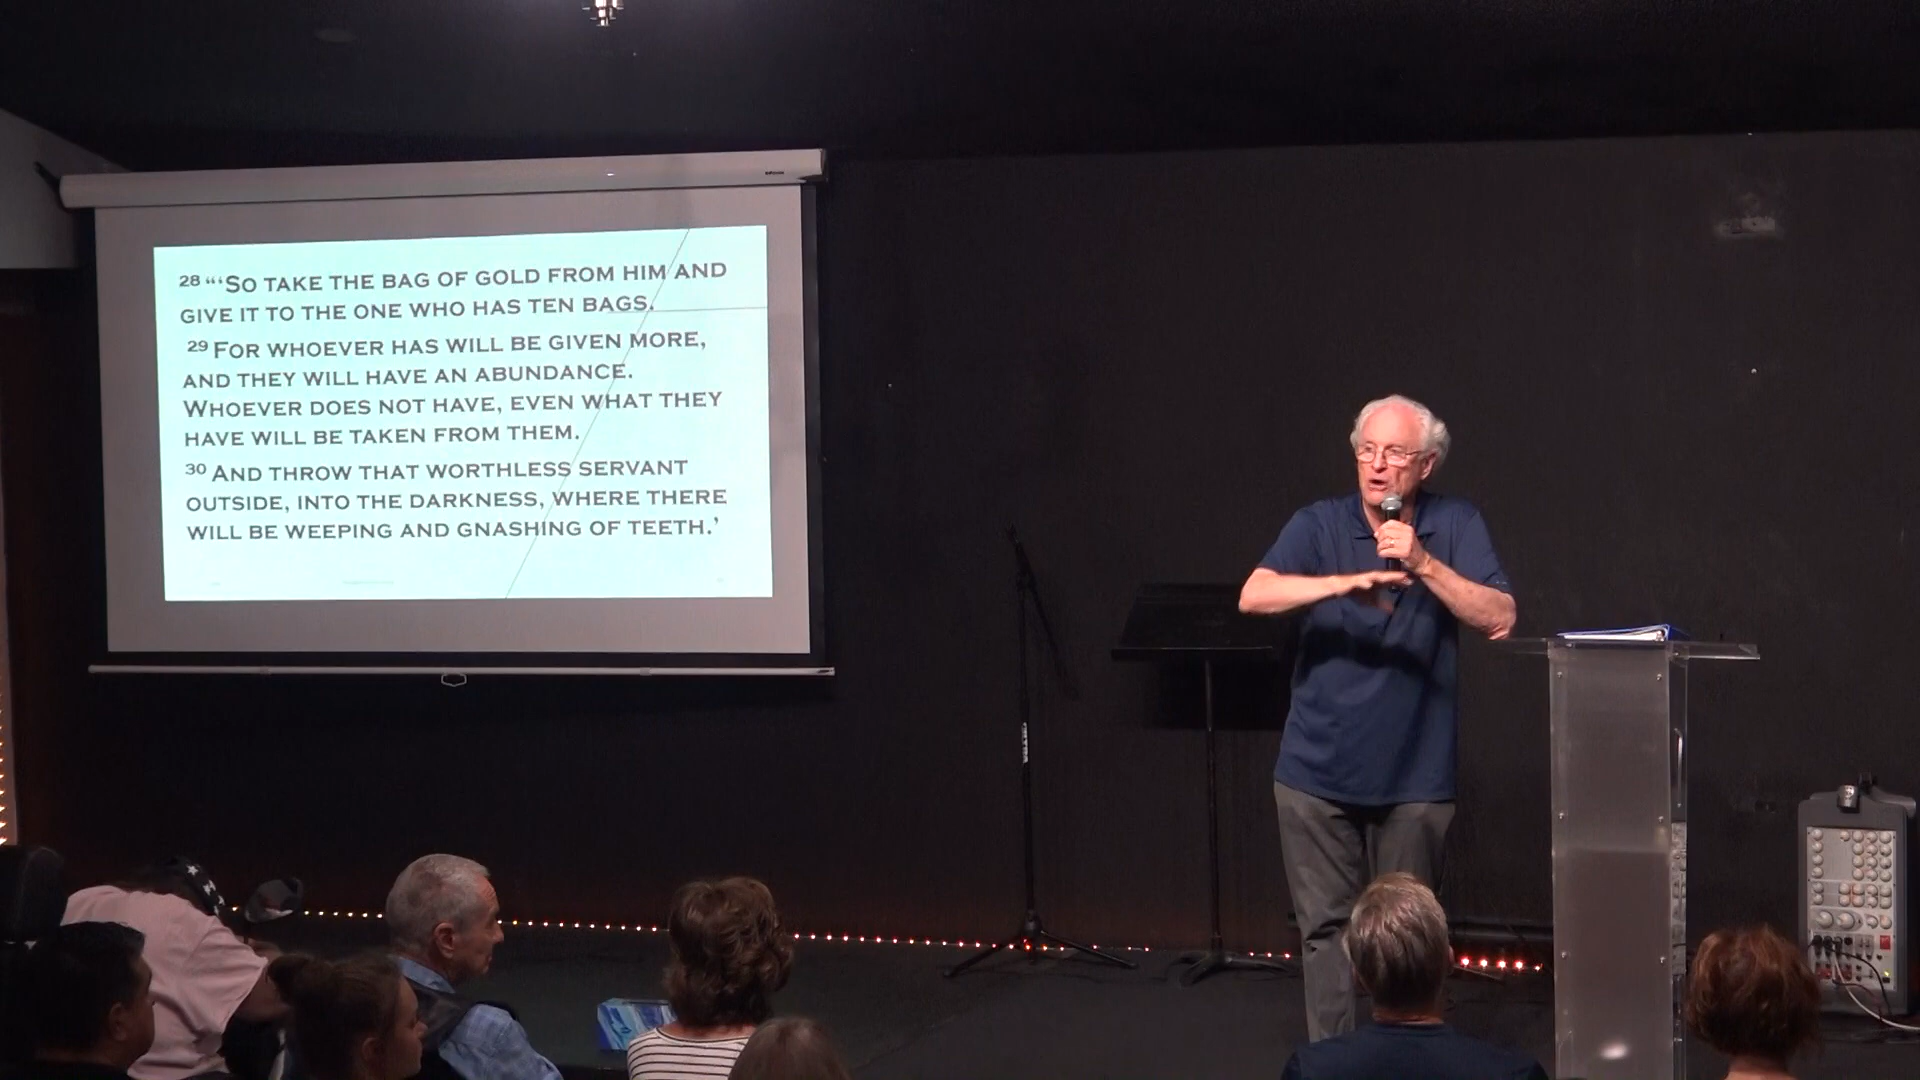 28 “‘SO TAKE THE BAG OF GOLD FROM HIM AND
GIVE IT TO THE ONE WHO HAS TEN BAGS.
29 FOR WHOEVER HAS WILL BE GIVEN MORE,
AND THEY WILL HAVE AN ABUNDANCE.
WHOEVER DOES NOT HAVE, EVEN WHAT THEY
HAVE WILL BE TAKEN FROM THEM.
30 AND THROW THAT WORTHLESS SERVANT
OUTSIDE, INTO THE DARKNESS, WHERE THERE
WILL BE WEEPING AND GNASHING OF TEETH.’